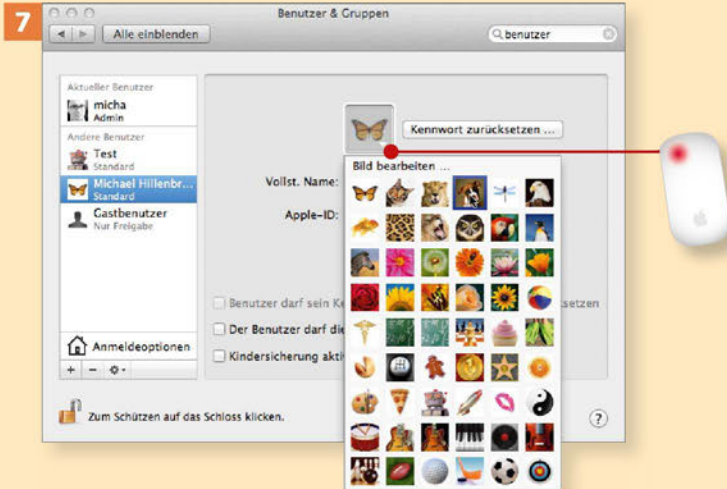 7
Benutzer & Gruppen
Alle einblenden
benutzer
Aktueller Benutzer
micha
Admin
Andere Benutzer
Test
Standard
Michael Hillenbr...
Standard
Gastbenutzer
Nur Freigabe
Anmeldeoptionen
Kennwort zurücksetzen ...
Bild bearbeiten ...
Vollst. Name:
Apple-ID:
Benutzer darf sein Ke
setzen
Der Benutzer darf die
Kindersicherung akti
Zum Schützen auf das Schloss klicken.
?